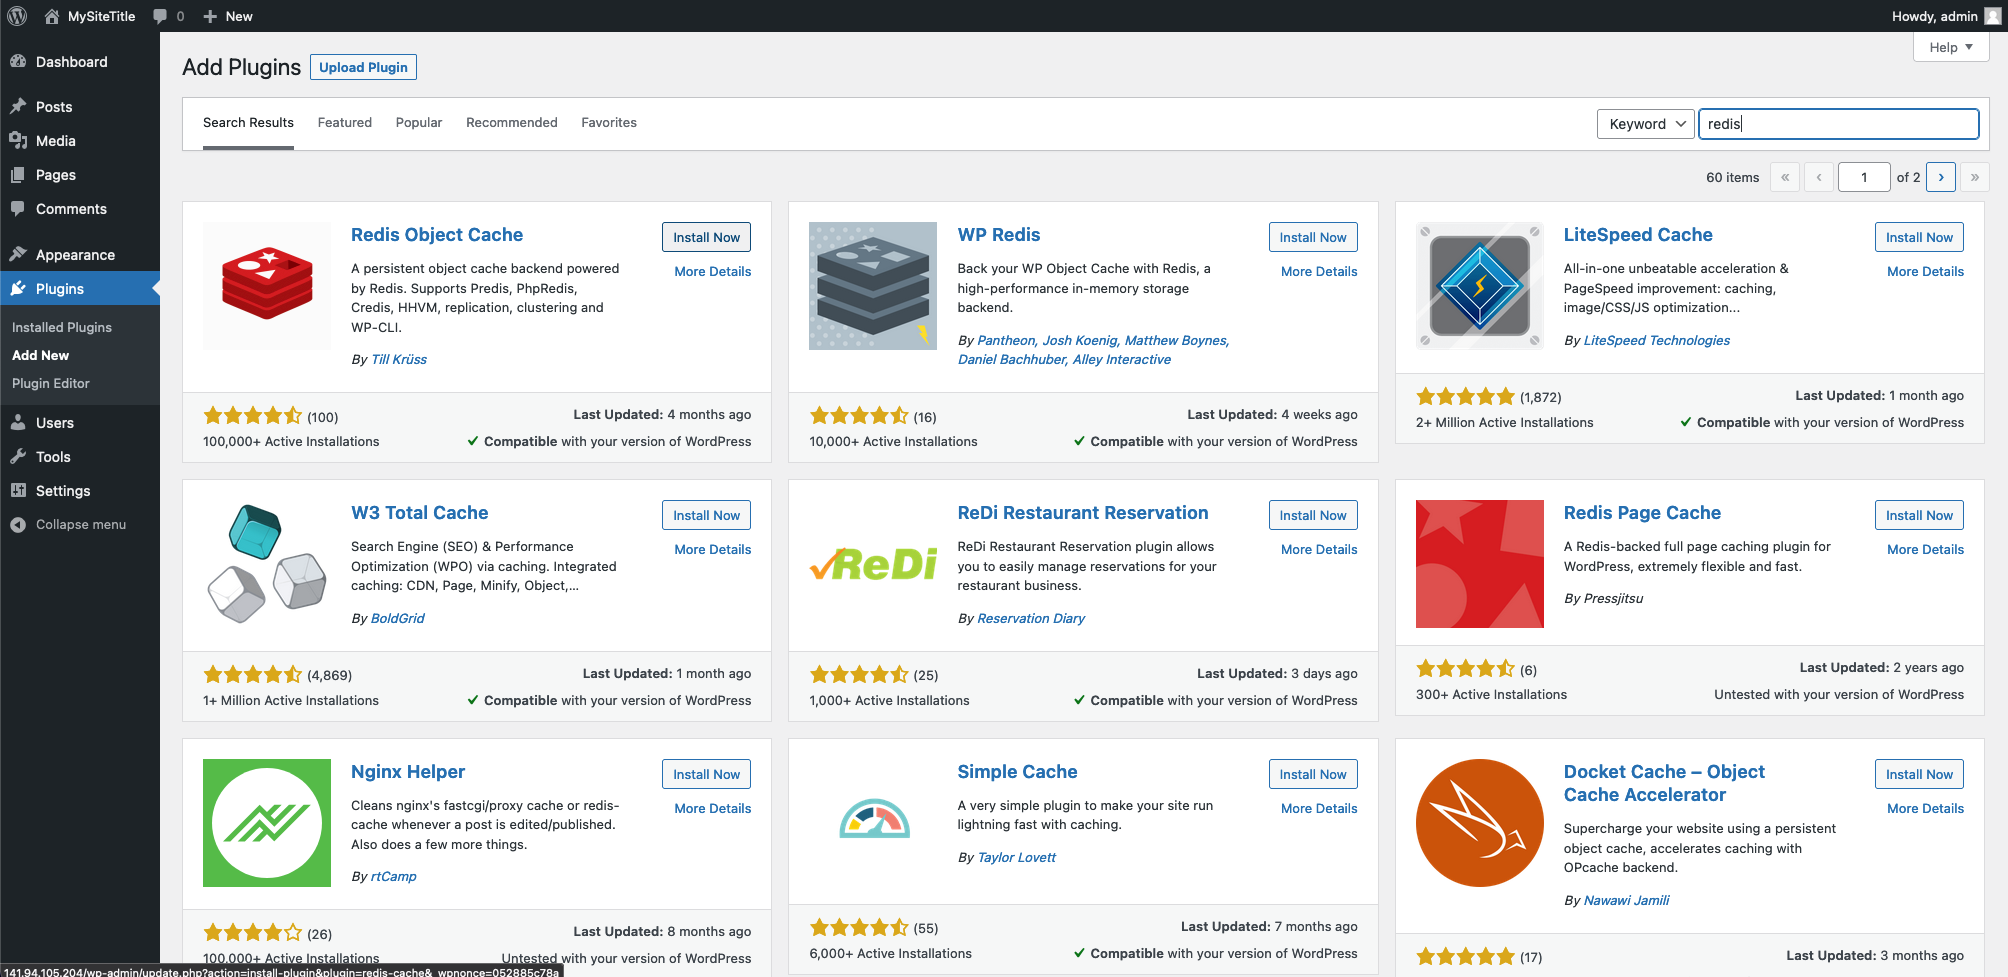 MySiteTitle 0 New Howdy, admin
Help
Dashboard
Posts
Media
Pages
Comments
Appearance
Plugins
Installed Plugins
Add New
Plugin Editor
Users
Tools
Settings
Collapse menu
Add Plugins Upload Plugin
Search Results Featured Popular Recommended Favorites Keyword redis
60 items « ‹ 1 of 2 › »
Redis Object Cache
Install Now
More Details
A persistent object cache backend powered
by Redis. Supports Predis, PhpRedis,
Credis, HHVM, replication, clustering and
WP-CLI.
By Till Krüss
(100)
Last Updated: 4 months ago
100,000+ Active Installations
Compatible with your version of WordPress
WP Redis
Install Now
More Details
Back your WP Object Cache with Redis, a
high-performance in-memory storage
backend.
By Pantheon, Josh Koenig, Matthew Boynes,
Daniel Bachhuber, Alley Interactive
(16)
Last Updated: 4 weeks ago
10,000+ Active Installations
Compatible with your version of WordPress
LiteSpeed Cache
Install Now
More Details
All-in-one unbeatable acceleration &
PageSpeed improvement: caching,
image/CSS/JS optimization...
By LiteSpeed Technologies
(1,872)
Last Updated: 1 month ago
2+ Million Active Installations
Compatible with your version of WordPress
W3 Total Cache
Install Now
More Details
Search Engine (SEO) & Performance
Optimization (WPO) via caching. Integrated
caching: CDN, Page, Minify, Object,...
By BoldGrid
(4,869)
Last Updated: 1 month ago
1+ Million Active Installations
Compatible with your version of WordPress
ReDi
ReDi Restaurant Reservation
Install Now
More Details
ReDi Restaurant Reservation plugin allows
you to easily manage reservations for your
restaurant business.
By Reservation Diary
(25)
Last Updated: 3 days ago
1,000+ Active Installations
Compatible with your version of WordPress
Redis Page Cache
Install Now
More Details
A Redis-backed full page caching plugin for
WordPress, extremely flexible and fast.
By Pressjitsu
(6)
Last Updated: 2 years ago
300+ Active Installations
Untested with your version of WordPress
Nginx Helper
Install Now
More Details
Cleans nginx's fastcgi/proxy cache or redis-
cache whenever a post is edited/published.
Also does a few more things.
By rtCamp
(26)
Last Updated: 8 months ago
100,000+ Active Installations
Untested with your version of WordPress
Simple Cache
Install Now
More Details
A very simple plugin to make your site run
lightning fast with caching.
By Taylor Lovett
(55)
Last Updated: 7 months ago
6,000+ Active Installations
Compatible with your version of WordPress
Docket Cache – Object
Cache Accelerator
Install Now
More Details
Supercharge your website using a persistent
object cache, accelerates caching with
OPcache backend.
By Nawawi Jamili
(17)
Last Updated: 3 months ago
141.94.105.204/wp-admin/update.php?action=install-plugin&plugin=redis-cache&_wpnonce=052885c78a